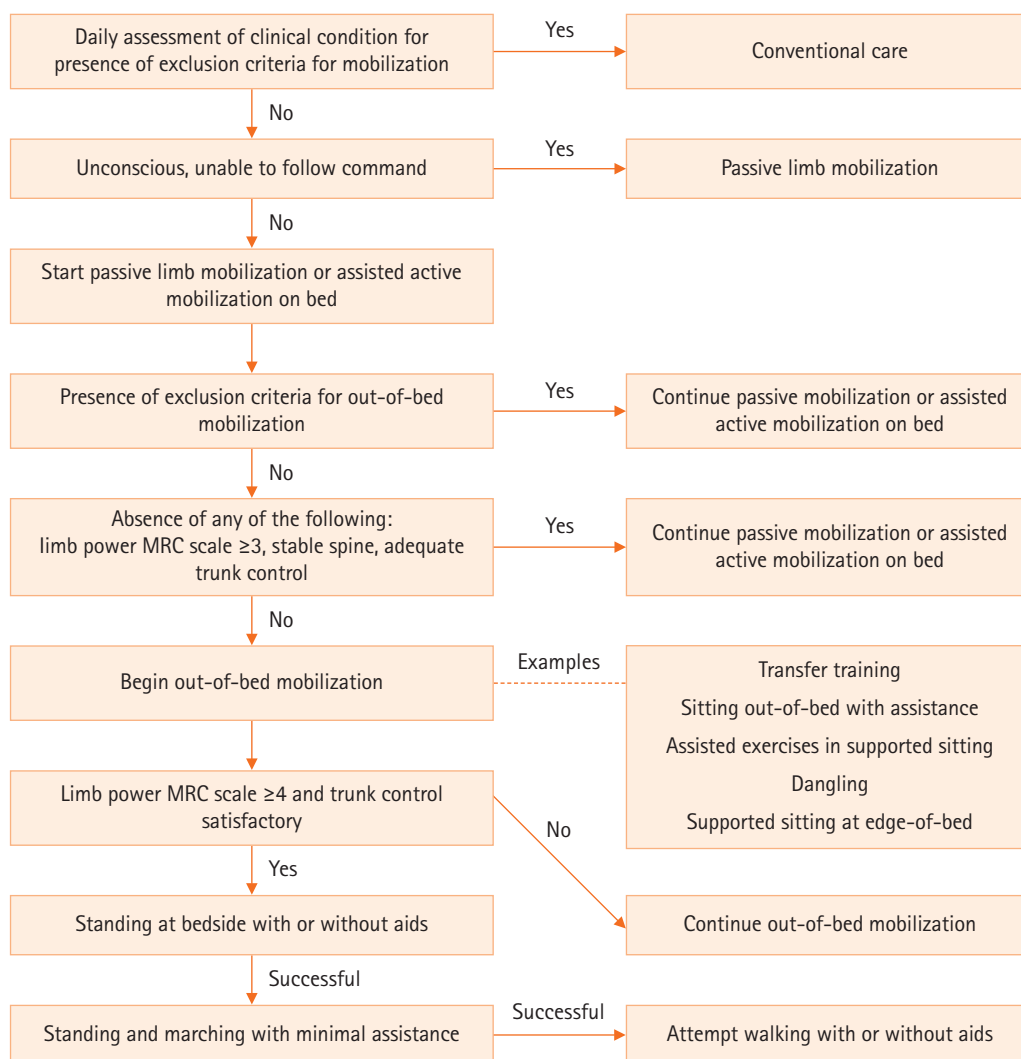 Daily assessment of clinical condition for
presence of exclusion criteria for mobilization
Yes
Conventional care
No
Unconscious, unable to follow command
Yes
Passive limb mobilization
No
Start passive limb mobilization or assisted active
mobilization on bed
Presence of exclusion criteria for out-of-bed
mobilization
Yes
Continue passive mobilization or assisted
active mobilization on bed
No
Absence of any of the following:
limb power MRC scale ≥3, stable spine, adequate
trunk control
Yes
Continue passive mobilization or assisted
active mobilization on bed
No
Begin out-of-bed mobilization
Examples
Transfer training
Sitting out-of-bed with assistance
Assisted exercises in supported sitting
Dangling
Supported sitting at edge-of-bed
Limb power MRC scale ≥4 and trunk control
satisfactory
No
Continue out-of-bed mobilization
Yes
Standing at bedside with or without aids
Successful
Standing and marching with minimal assistance
Successful
Attempt walking with or without aids